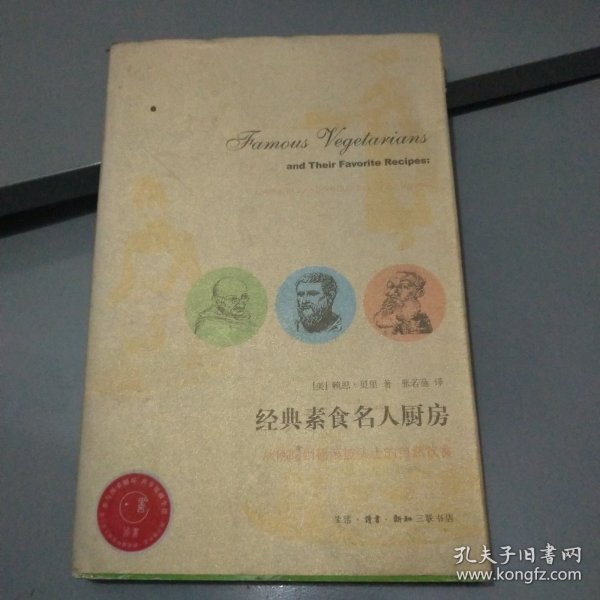 Famous Vegetarians
and Their Favorite Recipes:
[美] 赖恩·贝里 著 张若涵 译
经典素食名人厨房
生活·讀書·新知 三联书店
孔夫子旧书网
www.kongfz.com